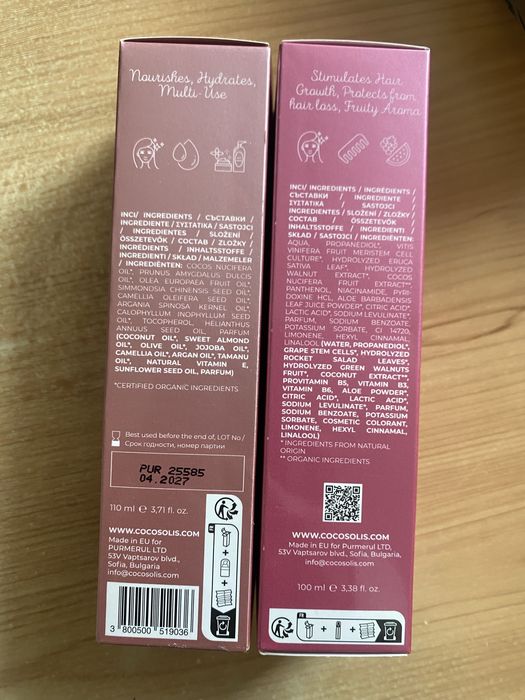 Nourishes, Hydrates,
Multi-Use
INCI/ INGREDIENTS / СЪСТАВКИ /
INGREDIENTE / ΣΥΣΤΑΤΙΚΑ / SASTOJCI
/ INGREDIENTES / SLOŽENÍ /
ÖSSZETEVŐK / СОСТАВ / ZLOŽKY /
INGRÉDIENTS / INHALTSSTOFFE /
INGREDIENTI / SKŁAD / MALZEMELER
/ INGREDIËNTEN: COCOS NUCIFERA
OIL*, PRUNUS AMYGDALUS DULCIS
OIL*, OLEA EUROPAEA FRUIT OIL*,
SIMMONDSIA CHINENSIS SEED OIL*,
CAMELLIA OLEIFERA SEED OIL*,
ARGANIA SPINOSA KERNEL OIL*,
CALOPHYLLUM INOPHYLLUM SEED
OIL*, TOCOPHEROL, HELIANTHUS
ANNUUS SEED OIL, PARFUM
(COCONUT OIL*, SWEET ALMOND
OIL*, OLIVE OIL*, JOJOBA OIL*,
CAMELLIA OIL*, ARGAN OIL*, TAMANU
OIL*, NATURAL VITAMIN E,
SUNFLOWER SEED OIL, PARFUM)
*CERTIFIED ORGANIC INGREDIENTS
Best used before the end of, LOT No /
Срок годности, номер партии
PUR 25585
04.2027
110 ml ℮ 3,71 fl. oz.
WWW.COCOSOLIS.COM
Made in EU for
PURMERUL LTD
53V Vaptsarov blvd.,
Sofia, Bulgaria
info@cocosolis.com
3 800500 519036
FR
Stimulates Hair
Growth, Protects from
hair loss, Fruity Aroma
INCI/ INGREDIENTS / INGRÉDIENTS /
СЪСТАВКИ / INGREDIENTE /
ΣΥΣΤΑΤΙΚΑ / SASTOJCI /
INGREDIENTES / SLOŽENÍ / ZLOŽKY /
СОСТАВ / ÖSSZETEVŐK /
INHALTSSTOFFE / INGREDIENTI /
SKŁAD / INGREDIËNTEN:
AQUA, PROPANEDIOL*, VITIS
VINIFERA FRUIT MERISTEM CELL
CULTURE*, HYDROLYZED ERUCA
SATIVA LEAF*, HYDROLYZED
WALNUT EXTRACT*, COCOS
NUCIFERA FRUIT EXTRACT**,
PANTHENOL, NIACINAMIDE, PYRI-
DOXINE HCL, ALOE BARBADENSIS
LEAF JUICE POWDER*, CITRIC ACID*,
LACTIC ACID*, SODIUM LEVULINATE*,
PARFUM, SODIUM BENZOATE,
POTASSIUM SORBATE, CI 14720,
LIMONENE, HEXYL CINNAMAL,
LINALOOL (WATER, PROPANEDIOL*,
GRAPE STEM CELLS*, HYDROLYZED
ROCKET SALAD LEAVES*,
HYDROLYZED GREEN WALNUTS
FRUIT*, COCONUT EXTRACT**,
PROVITAMIN B5, VITAMIN B3,
VITAMIN B6, ALOE POWDER*,
CITRIC ACID*, LACTIC ACID*,
SODIUM LEVULINATE*, PARFUM,
SODIUM BENZOATE, POTASSIUM
SORBATE, COSMETIC COLORANT,
LIMONENE, HEXYL CINNAMAL,
LINALOOL)
* INGREDIENTS FROM NATURAL
ORIGIN
** ORGANIC INGREDIENTS
WWW.COCOSOLIS.COM
Made in EU for Purmerul LTD,
53V Vaptsarov blvd.,
Sofia, Bulgaria,
info@cocosolis.com
100 ml ℮ 3,38 fl. oz.
FR